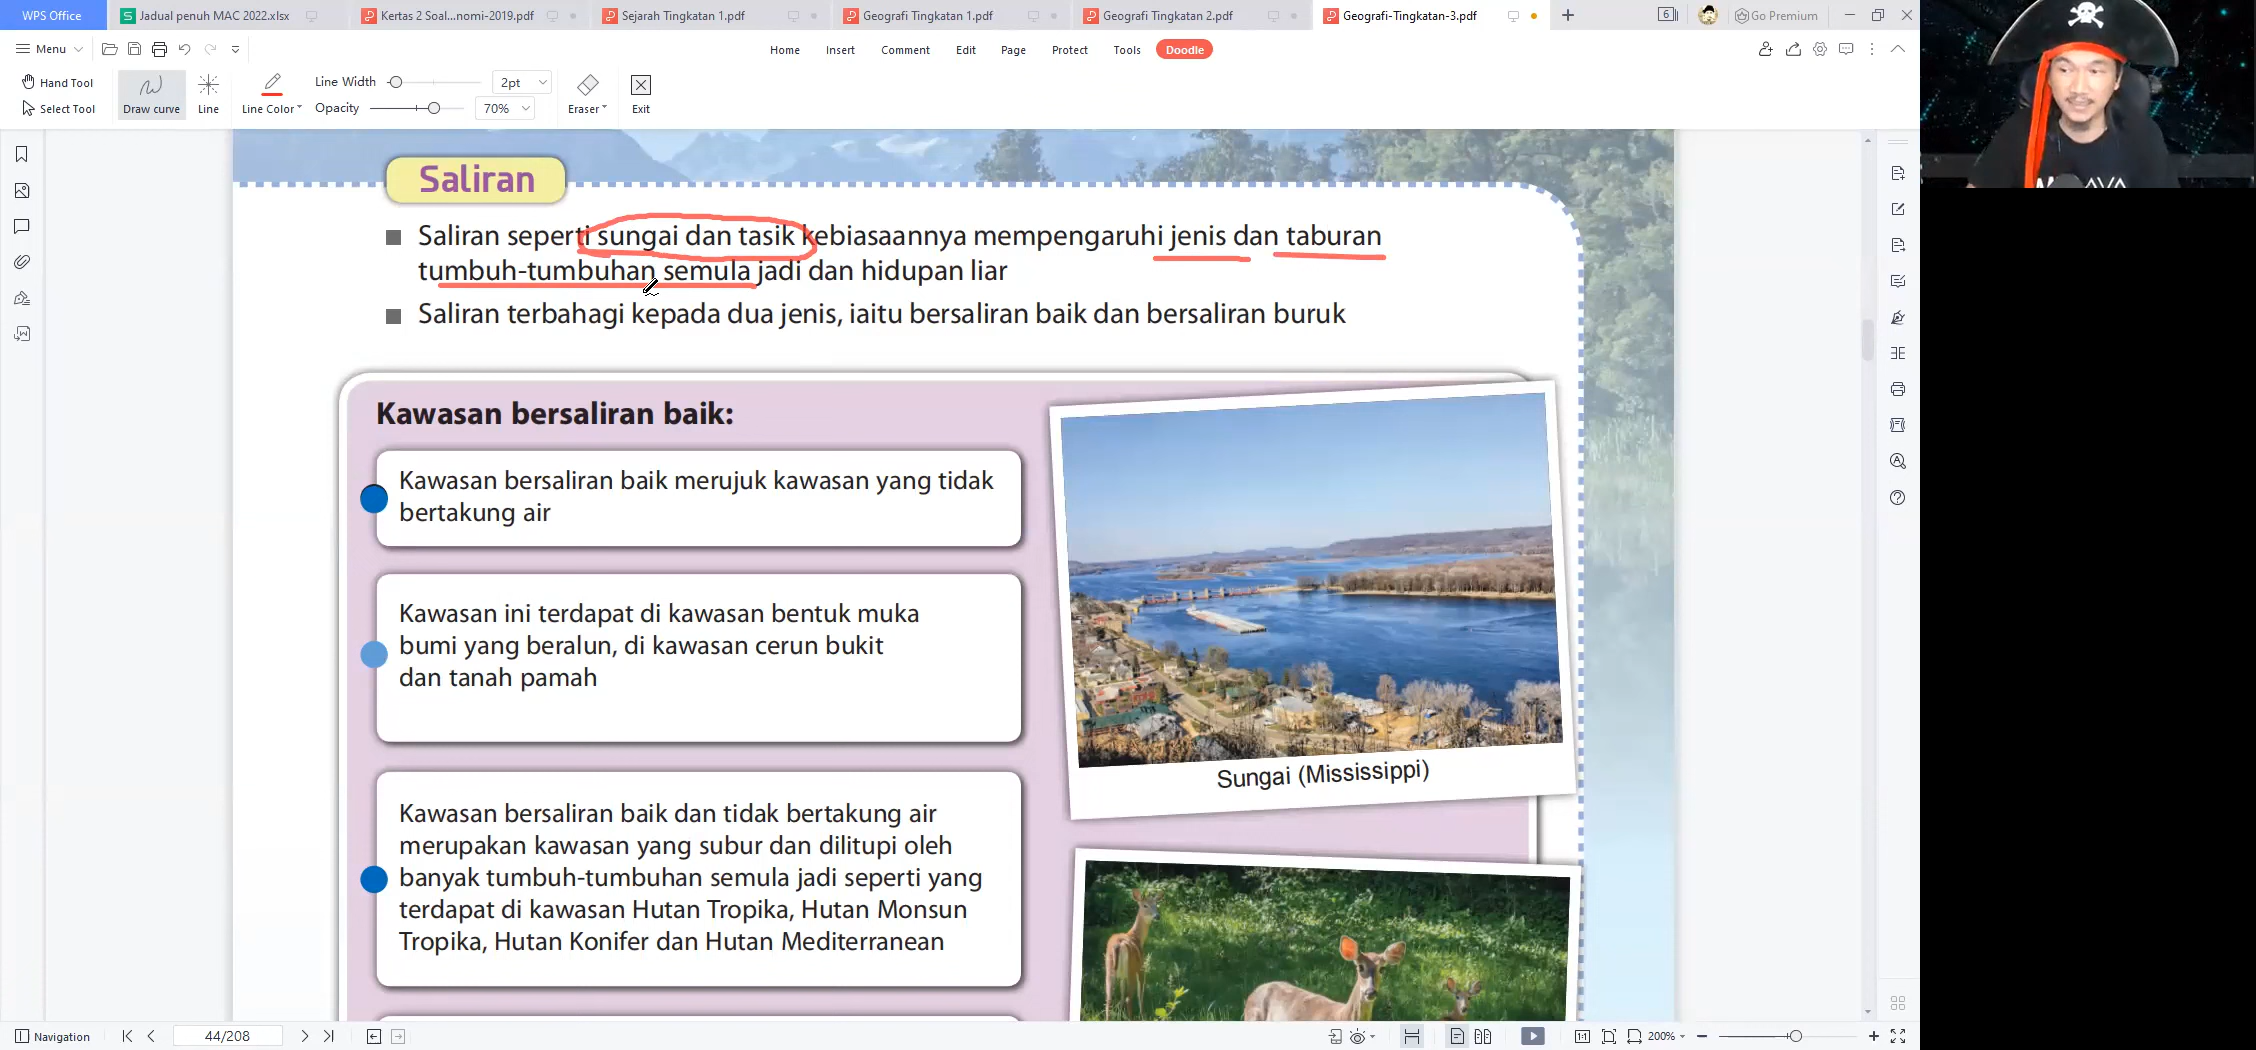 WPS Office
Jadual penuh MAC 2022.xlsx
Kertas 2 Soal...nomi-2019.pdf
Sejarah Tingkatan 1.pdf
Geografi Tingkatan 1.pdf
Geografi Tingkatan 2.pdf
Geografi-Tingkatan-3.pdf
6
Go Premium
Menu
Home
Insert
Comment
Edit
Page
Protect
Tools
Doodle
Hand Tool
Select Tool
Draw curve
Line
Line Color
Line Width
2pt
Opacity
70%
Eraser
Exit
Saliran
Saliran seperti sungai dan tasik kebiasaannya mempengaruhi jenis dan taburan
tumbuh-tumbuhan semula jadi dan hidupan liar
Saliran terbahagi kepada dua jenis, iaitu bersaliran baik dan bersaliran buruk
Kawasan bersaliran baik:
Kawasan bersaliran baik merujuk kawasan yang tidak
bertakung air
Kawasan ini terdapat di kawasan bentuk muka
bumi yang beralun, di kawasan cerun bukit
dan tanah pamah
Kawasan bersaliran baik dan tidak bertakung air
merupakan kawasan yang subur dan dilitupi oleh
banyak tumbuh-tumbuhan semula jadi seperti yang
terdapat di kawasan Hutan Tropika, Hutan Monsun
Tropika, Hutan Konifer dan Hutan Mediterranean
Sungai (Mississippi)
Navigation
44/208
200%